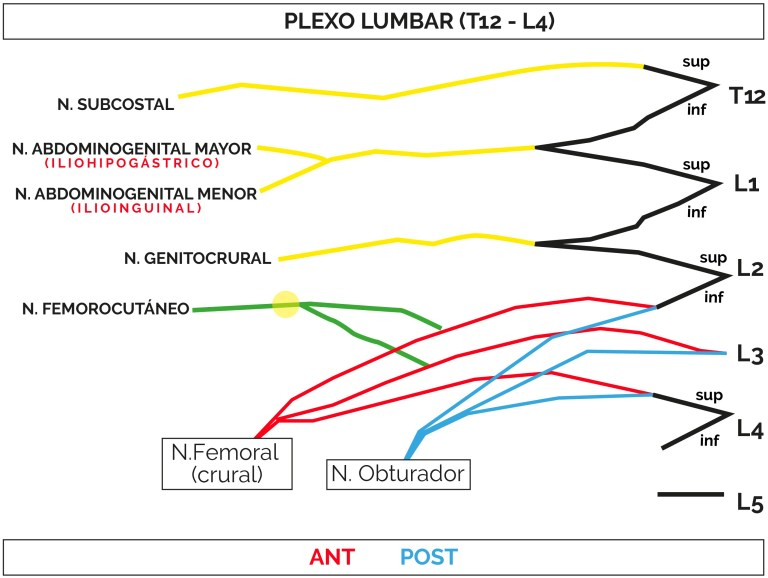 PLEXO LUMBAR (T12 - L4)
sup
N. SUBCOSTAL
T12
inf
N. ABDOMINOGENITAL MAYOR
(ILIOHIPOGÁSTRICO)
sup
L1
N. ABDOMINOGENITAL MENOR
(ILIOINGUINAL)
inf
N. GENITOCRURAL
sup
L2
inf
N. FEMOROCUTÁNEO
L3
sup
L4
inf
N.Femoral
(crural)
N. Obturador
L5
ANT POST